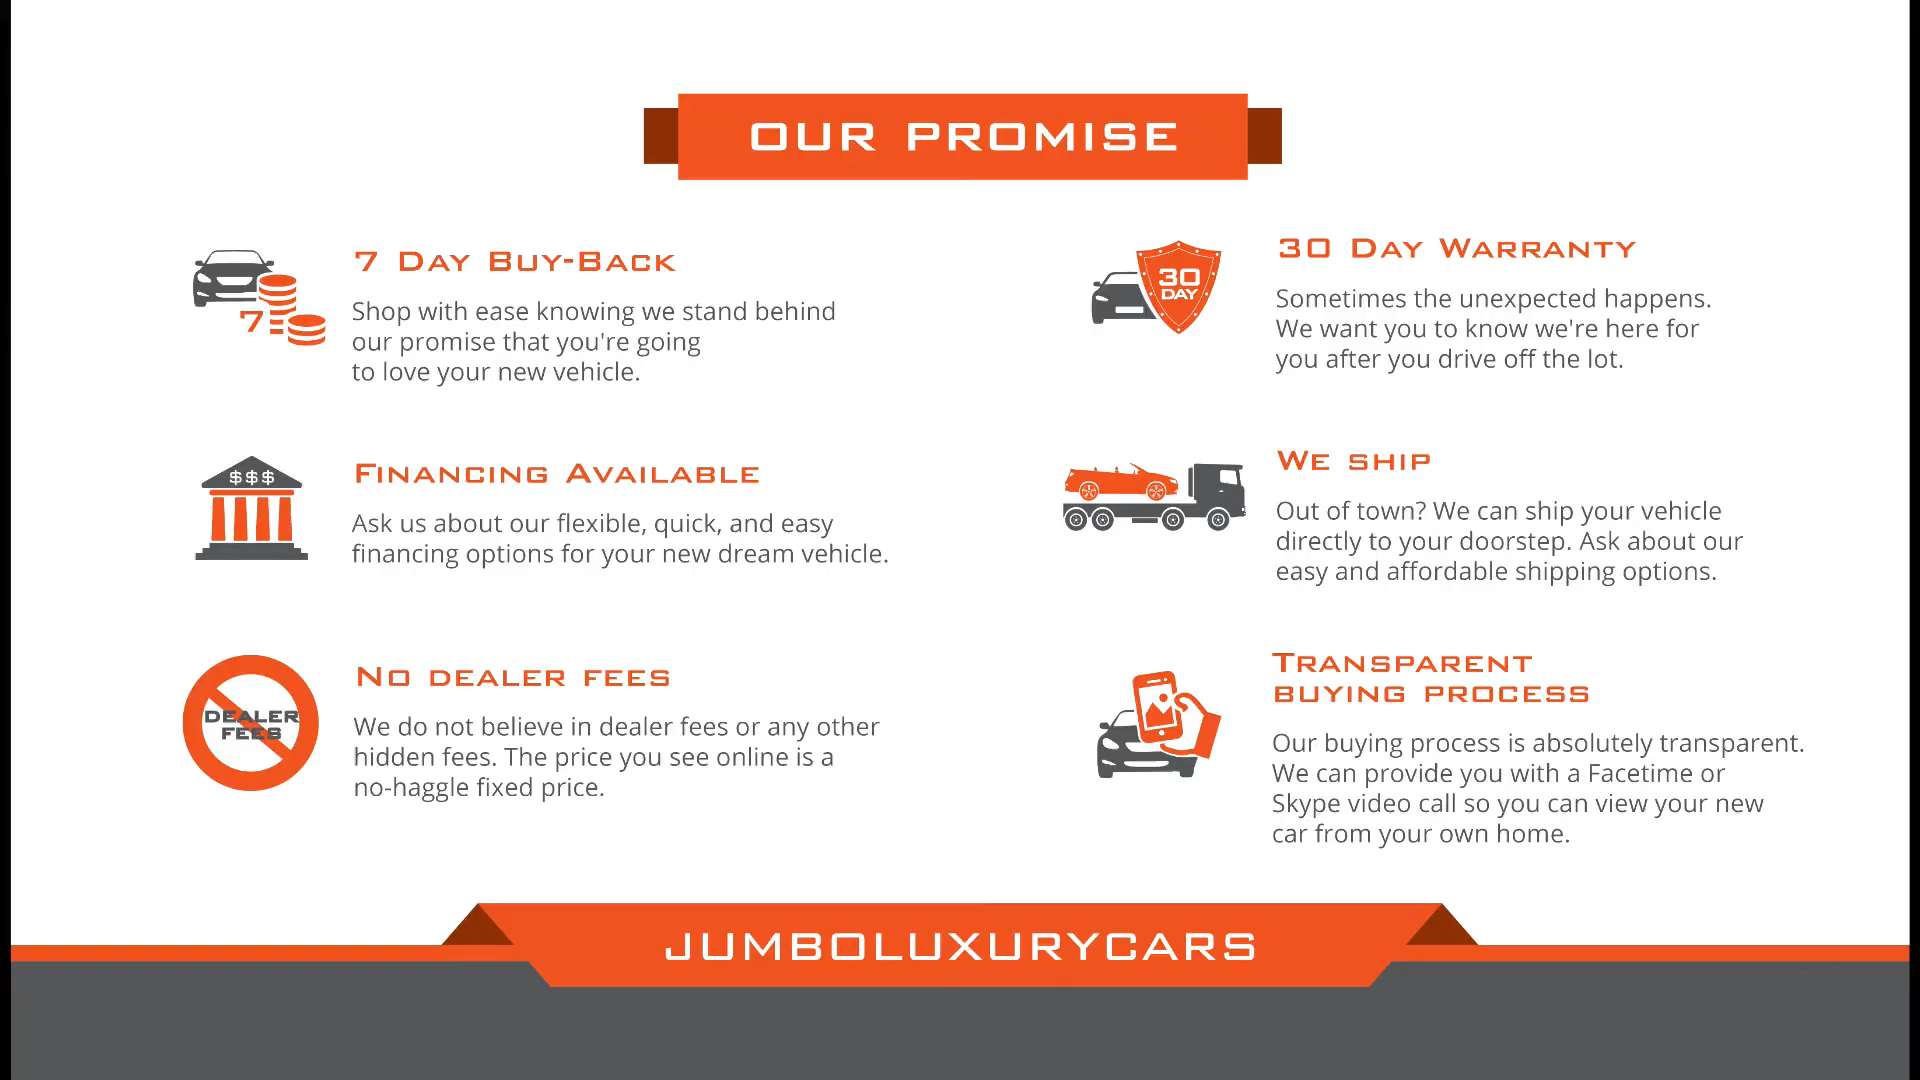 OUR PROMISE
7 DAY BUY-BACK
Shop with ease knowing we stand behind
our promise that you're going
to love your new vehicle.
7
$$$
FINANCING AVAILABLE
Ask us about our flexible, quick, and easy
financing options for your new dream vehicle.
DEALER
FEES
NO DEALER FEES
We do not believe in dealer fees or any other
hidden fees. The price you see online is a
no-haggle fixed price.
30
DAY
30 DAY WARRANTY
Sometimes the unexpected happens.
We want you to know we're here for
you after you drive off the lot.
WE SHIP
Out of town? We can ship your vehicle
directly to your doorstep. Ask about our
easy and affordable shipping options.
TRANSPARENT
BUYING PROCESS
Our buying process is absolutely transparent.
We can provide you with a Facetime or
Skype video call so you can view your new
car from your own home.
JUMBOLUXURYCARS